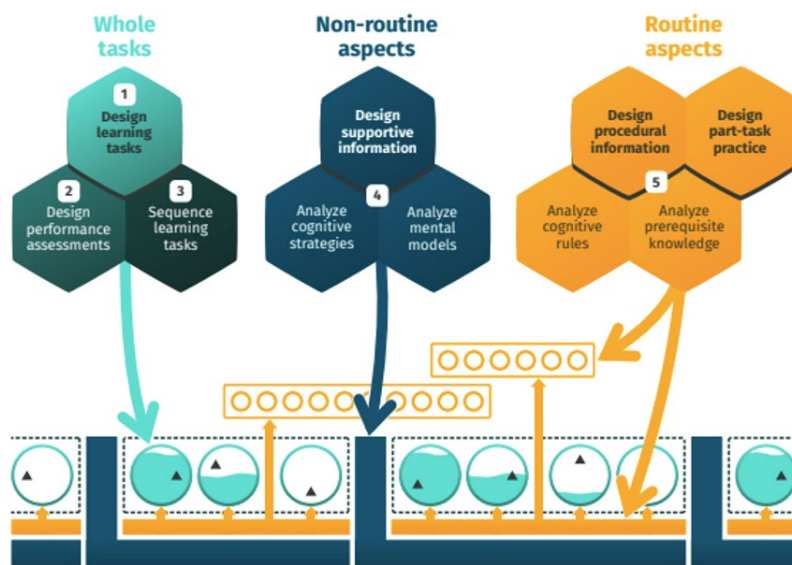 Whole
tasks
1
Design
learning
tasks
2
Design
performance
assessments
3
Sequence
learning
tasks
Non-routine
aspects
Design
supportive
information
4
Analyze
cognitive
strategies
Analyze
mental
models
Routine
aspects
Design
procedural
information
Design
part-task
practice
5
Analyze
cognitive
rules
Analyze
prerequisite
knowledge